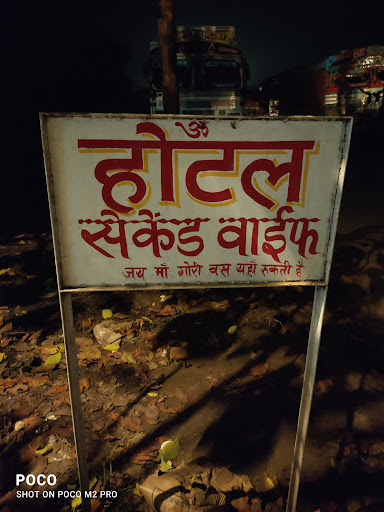 ॐ
होटल
स्पेकैंड वाईफ
जय माँ गोरी बस यहाँ रुकती है
POCO
SHOT ON POCO M2 PRO